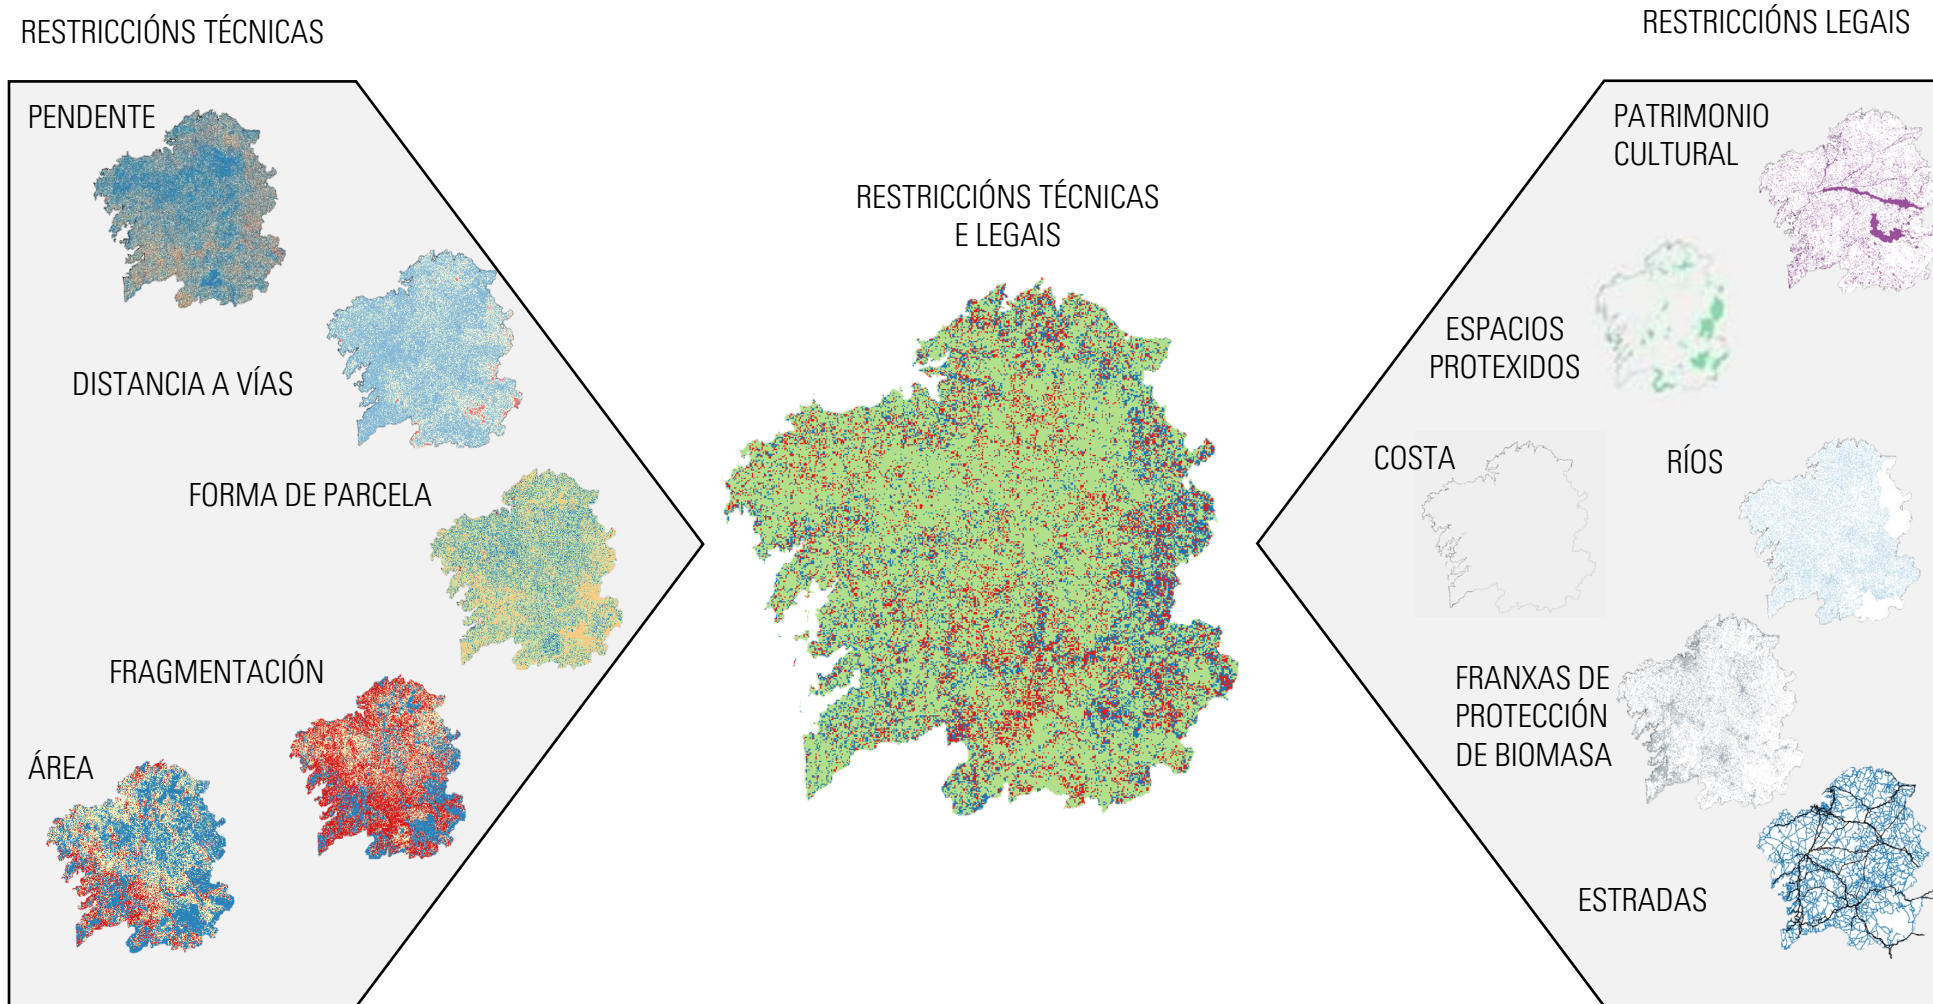 RESTRICCIÓNS TÉCNICAS
PENDENTE
DISTANCIA A VÍAS
FORMA DE PARCELA
FRAGMENTACIÓN
ÁREA
RESTRICCIÓNS TÉCNICAS
E LEGAIS
RESTRICCIÓNS LEGAIS
PATRIMONIO
CULTURAL
ESPACIOS
PROTEXIDOS
COSTA
RÍOS
FRANXAS DE
PROTECCIÓN
DE BIOMASA
ESTRADAS